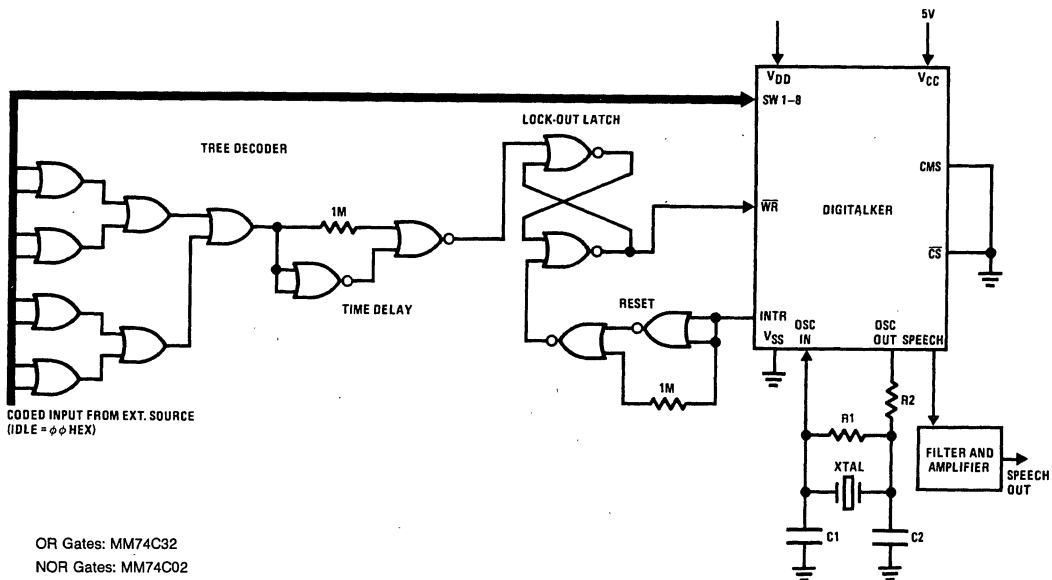 5V
VDD
VCC
SW 1–8
LOCK-OUT LATCH
TREE DECODER
CMS
1M
WR
DIGITALKER
CS
TIME DELAY
RESET
INTR
VSS
OSC
IN
OSC
OUT
SPEECH
1M
R2
CODED INPUT FROM EXT. SOURCE
(IDLE = ϕϕ HEX)
R1
FILTER AND
AMPLIFIER
SPEECH
OUT
XTAL
C1
C2
OR Gates: MM74C32
NOR Gates: MM74C02